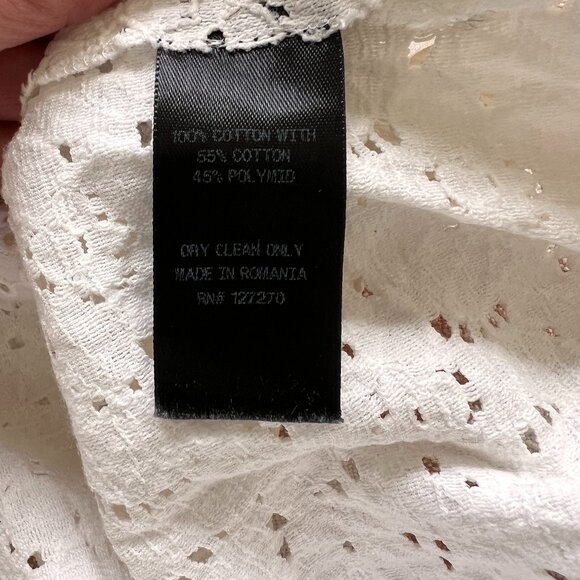 100% COTTON WITH
55% COTTON
45% POLYMID
DRY CLEAN ONLY
MADE IN ROMANIA
RN# 127270